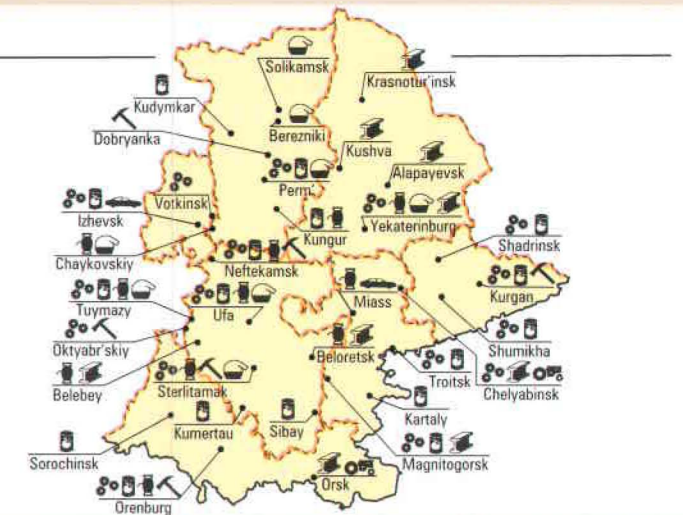 Solikamsk
Krasnotur'insk
Kudymkar
Dobryanka
Berezniki
Kushva
Alapayevsk
Perm'
Votkinsk
Izhevsk
Kungur
Yekaterinburg
Shadrinsk
Chaykovskiy
Neftekamsk
Kurgan
Tuymazy
Ufa
Miass
Oktyabr'skiy
Beloretsk
Shumikha
Belebey
Sterlitamak
Troitsk
Chelyabinsk
Kumertau
Sibay
Kartaly
Sorochinsk
Magnitogorsk
Orsk
Orenburg